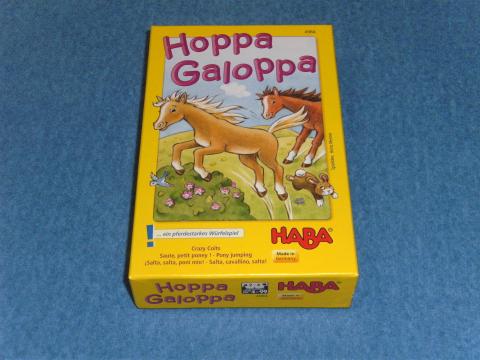 Hoppa
Galoppa
... ein pferdestarkes Würfelspiel
HABA
Crazy Colts
Saute, petit poney ! - Pony jumping
¡Salta, salta, poni mío! - Salta, cavallino, salta!
Made in
Germany
Hoppa
Galoppa
HABA